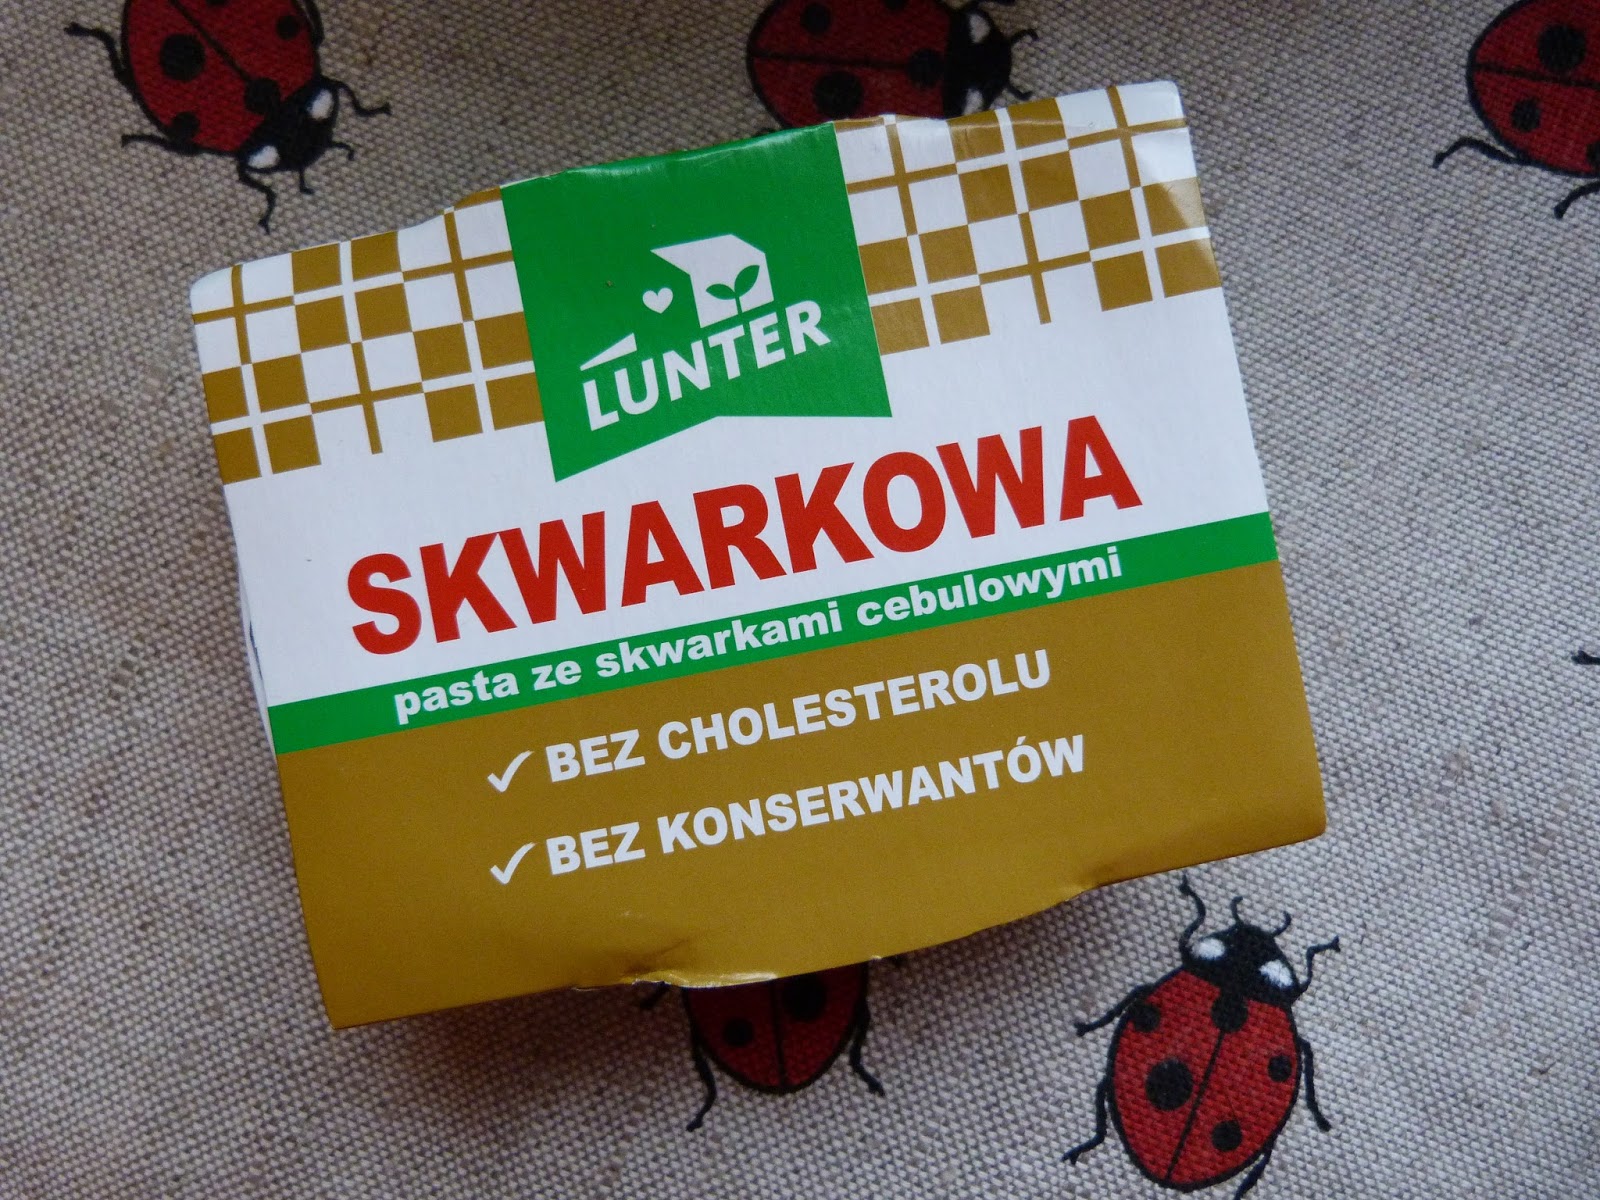 LUNTER
SKWARKOWA
pasta ze skwarkami cebulowymi
BEZ CHOLESTEROLU
BEZ KONSERWANTÓW